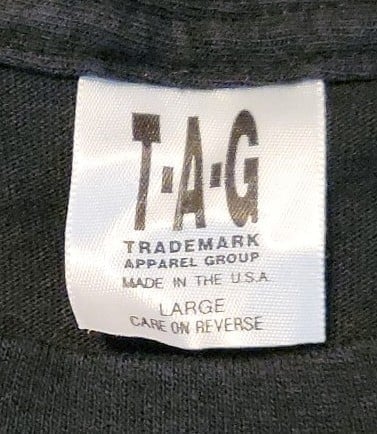 T-A-G
TRADEMARK
APPAREL GROUP
MADE IN THE U.S.A.
LARGE
CARE ON REVERSE